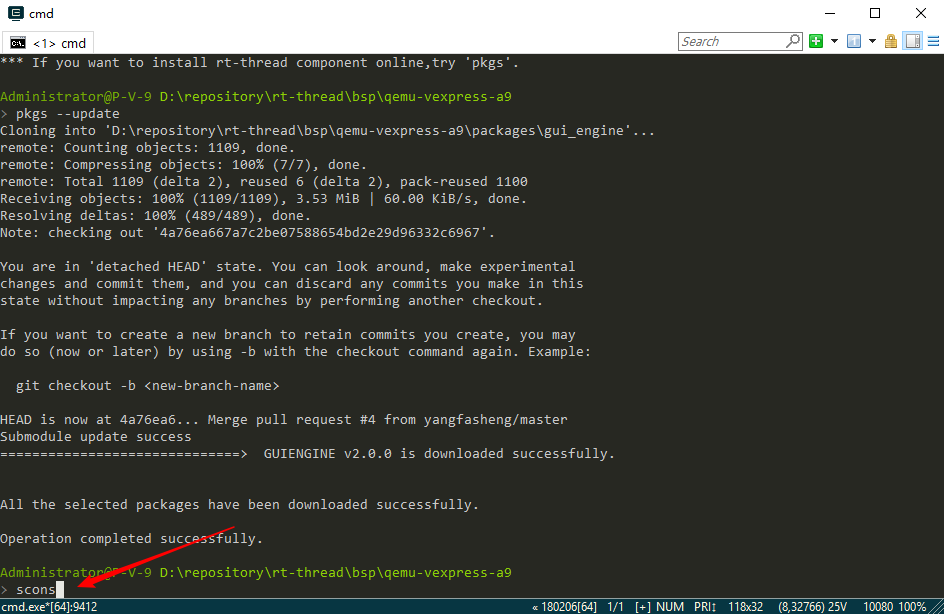 cmd
<1> cmd
Search
*** If you want to install rt-thread component online,try 'pkgs'.
Administrator@P-V-9 D:\repository\rt-thread\bsp\qemu-vexpress-a9
> pkgs --update
Cloning into 'D:\repository\rt-thread\bsp\qemu-vexpress-a9\packages\gui_engine'...
remote: Counting objects: 1109, done.
remote: Compressing objects: 100% (7/7), done.
remote: Total 1109 (delta 2), reused 6 (delta 2), pack-reused 1100
Receiving objects: 100% (1109/1109), 3.53 MiB | 60.00 KiB/s, done.
Resolving deltas: 100% (489/489), done.
Note: checking out '4a76ea667a7c2be07588654bd2e29d96332c6967'.
You are in 'detached HEAD' state. You can look around, make experimental
changes and commit them, and you can discard any commits you make in this
state without impacting any branches by performing another checkout.
If you want to create a new branch to retain commits you create, you may
do so (now or later) by using -b with the checkout command again. Example:
git checkout -b <new-branch-name>
HEAD is now at 4a76ea6... Merge pull request #4 from yangfasheng/master
Submodule update success
==============================> GUIENGINE v2.0.0 is downloaded successfully.
All the selected packages have been downloaded successfully.
Operation completed successfully.
Administrator@P-V-9 D:\repository\rt-thread\bsp\qemu-vexpress-a9
> scons
cmd.exe*[64]:9412 « 180206[64] 1/1 [+] NUM PRI↕ 118x32 (8,32766) 25V 10080 100%